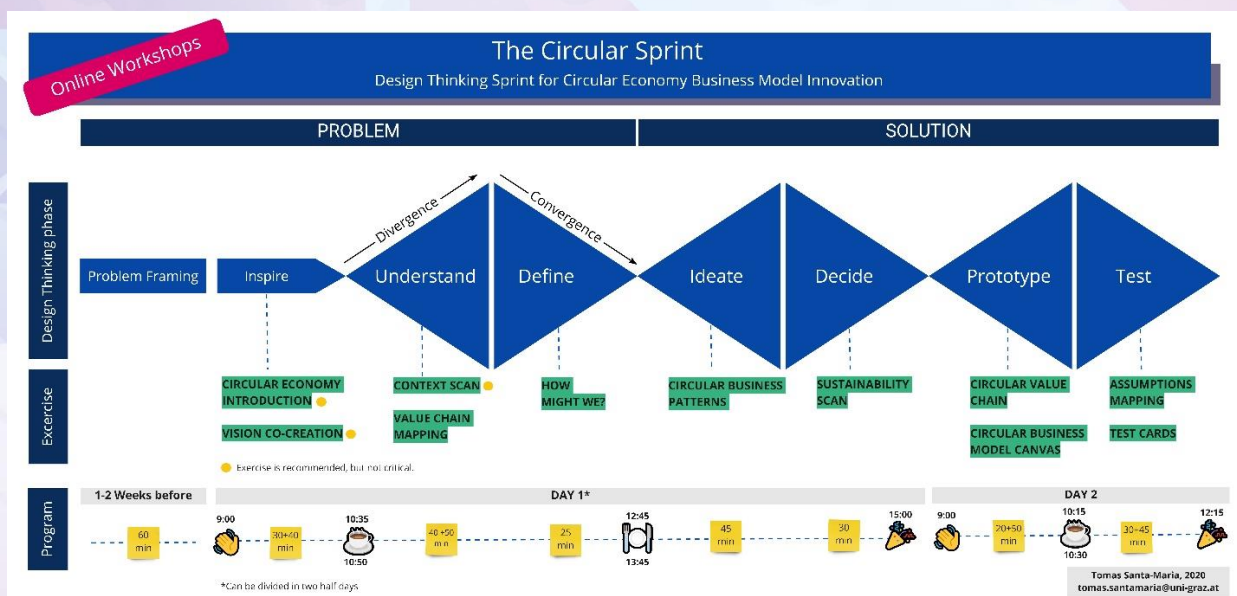 Online Workshops
The Circular Sprint
Design Thinking Sprint for Circular Economy Business Model Innovation
PROBLEM
SOLUTION
Design Thinking phase
Divergence
Convergence
Problem Framing
Inspire
Understand
Define
Ideate
Decide
Prototype
Test
Excercise
CIRCULAR ECONOMY
INTRODUCTION
VISION CO-CREATION
CONTEXT SCAN
VALUE CHAIN
MAPPING
HOW
MIGHT WE?
CIRCULAR BUSINESS
PATTERNS
SUSTAINABILITY
SCAN
CIRCULAR VALUE
CHAIN
CIRCULAR BUSINESS
MODEL CANVAS
ASSUMPTIONS
MAPPING
TEST CARDS
Exercise is recommended, but not critical.
Program
1-2 Weeks before
DAY 1*
DAY 2
60
min
9:00
30+40
min
10:35
10:50
40+50
min
25
min
12:45
13:45
45
min
30
min
15:00
9:00
20+50
min
10:15
10:30
30+45
min
12:15
*Can be divided in two half days
Tomas Santa-Maria, 2020
tomas.santamaria@uni-graz.at